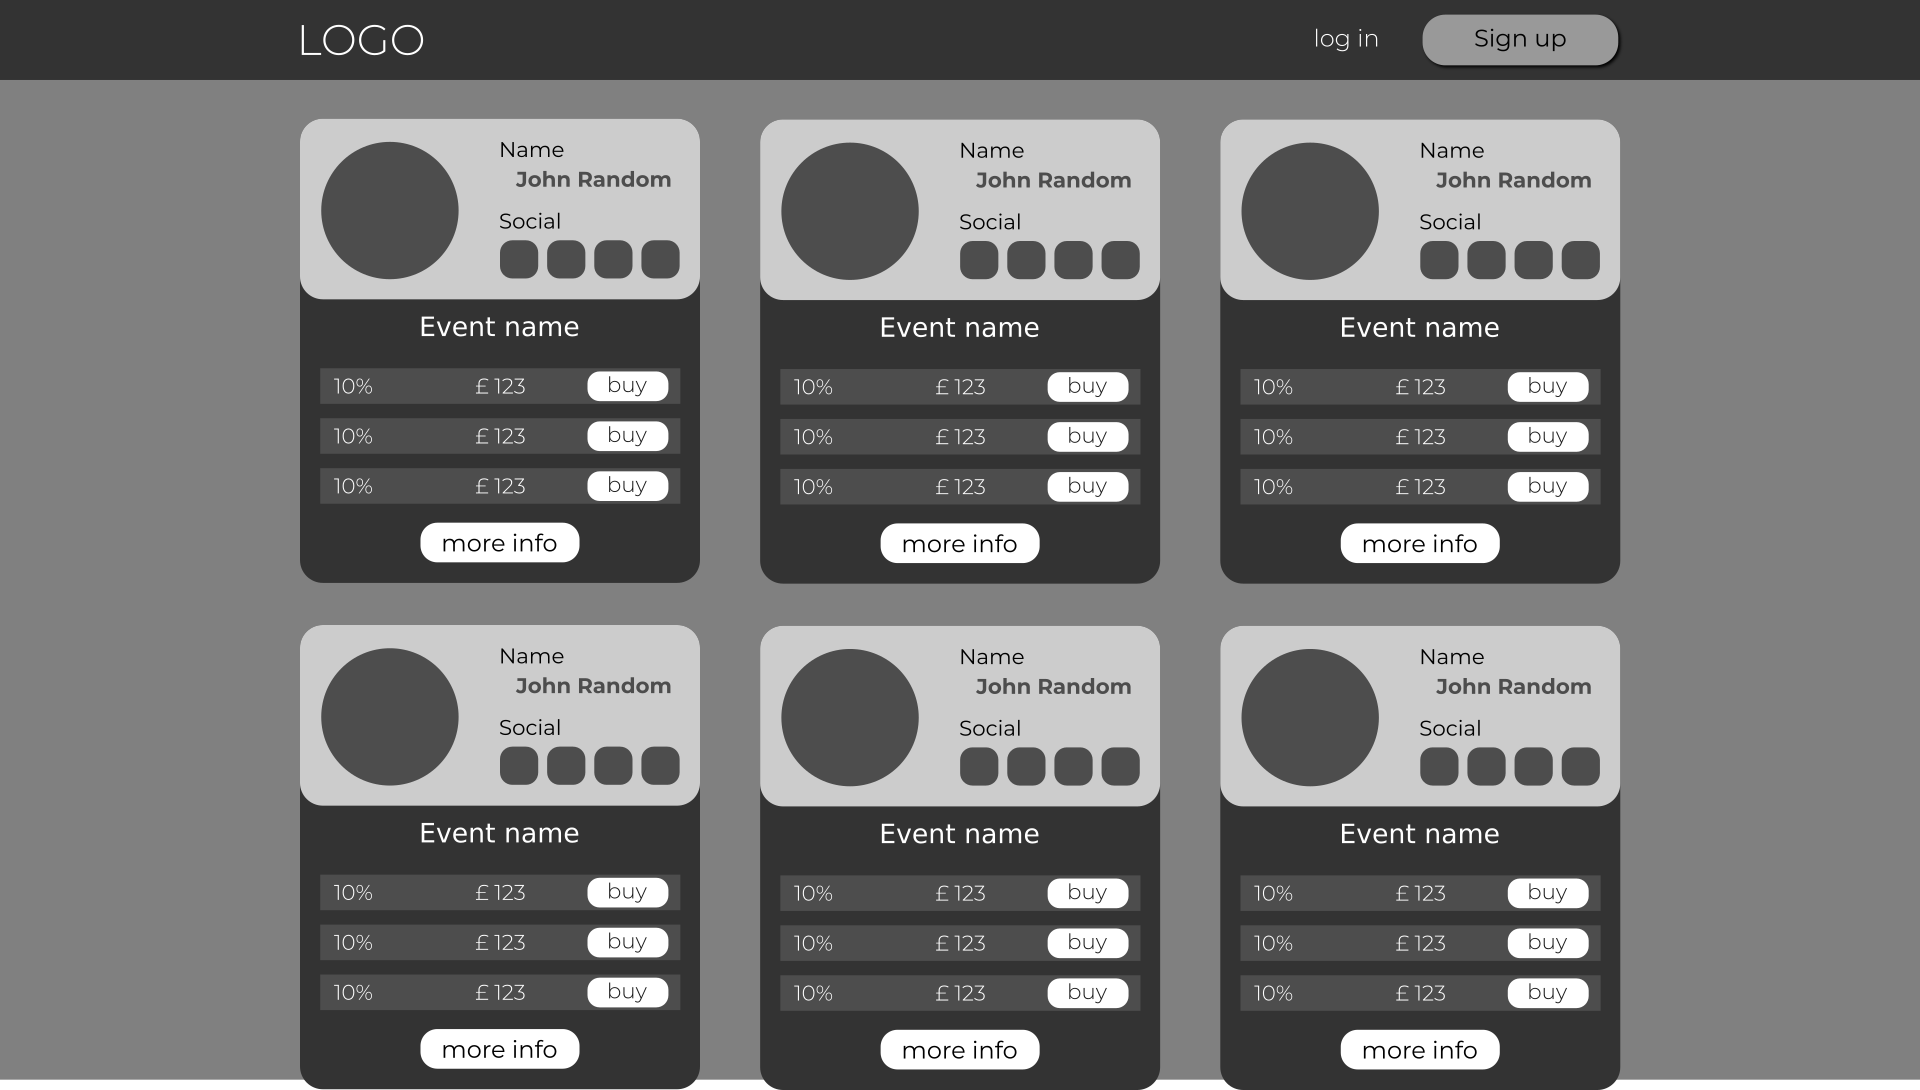 LOGO
log in
Sign up
Name
John Random
Social
Event name
10% £ 123 buy
10% £ 123 buy
10% £ 123 buy
more info
Name
John Random
Social
Event name
10% £ 123 buy
10% £ 123 buy
10% £ 123 buy
more info
Name
John Random
Social
Event name
10% £ 123 buy
10% £ 123 buy
10% £ 123 buy
more info
Name
John Random
Social
Event name
10% £ 123 buy
10% £ 123 buy
10% £ 123 buy
more info
Name
John Random
Social
Event name
10% £ 123 buy
10% £ 123 buy
10% £ 123 buy
more info
Name
John Random
Social
Event name
10% £ 123 buy
10% £ 123 buy
10% £ 123 buy
more info